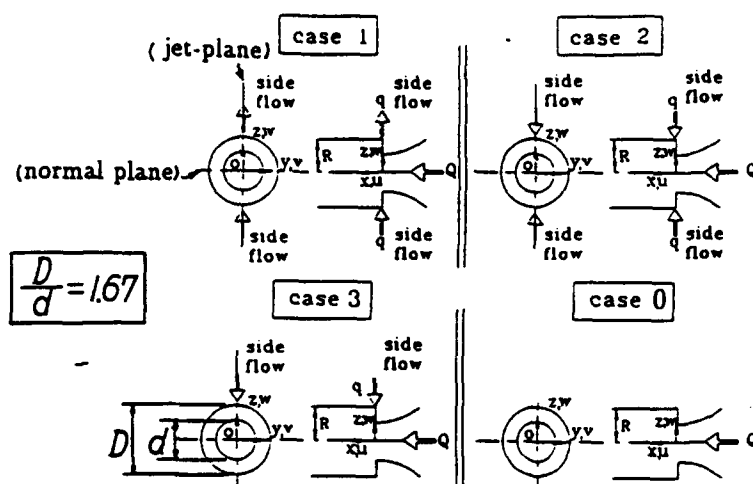 case 1
(jet-plane)
side
flow
q
side
flow
z,w
z,w
R
o
y,v
x,u
Q
(normal plane)
side
flow
q
side
flow
case 2
side
flow
q
side
flow
z,w
z,w
R
o
y,v
x,u
Q
side
flow
q
side
flow
D/d = 1.67
case 3
side
flow
q
side
flow
z,w
z,w
R
D
d
o
y,v
x,u
Q
case 0
z,w
z,w
R
o
y,v
x,u
Q